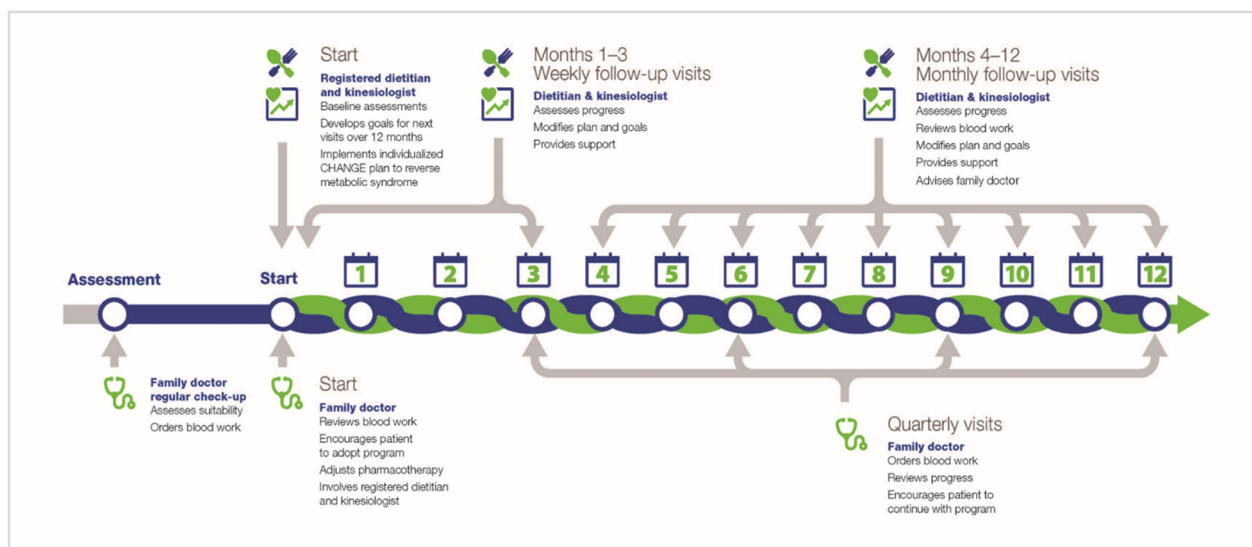 Start
Registered dietitian
and kinesiologist
Baseline assessments
Develops goals for next
visits over 12 months
Implements individualized
CHANGE plan to reverse
metabolic syndrome
Months 1–3
Weekly follow-up visits
Dietitian & kinesiologist
Assesses progress
Modifies plan and goals
Provides support
Months 4–12
Monthly follow-up visits
Dietitian & kinesiologist
Assesses progress
Reviews blood work
Modifies plan and goals
Provides support
Advises family doctor
Assessment
Start
1
2
3
4
5
6
7
8
9
10
11
12
Family doctor
regular check-up
Assesses suitability
Orders blood work
Start
Family doctor
Reviews blood work
Encourages patient
to adopt program
Adjusts pharmacotherapy
Involves registered dietitian
and kinesiologist
Quarterly visits
Family doctor
Orders blood work
Reviews progress
Encourages patient to
continue with program